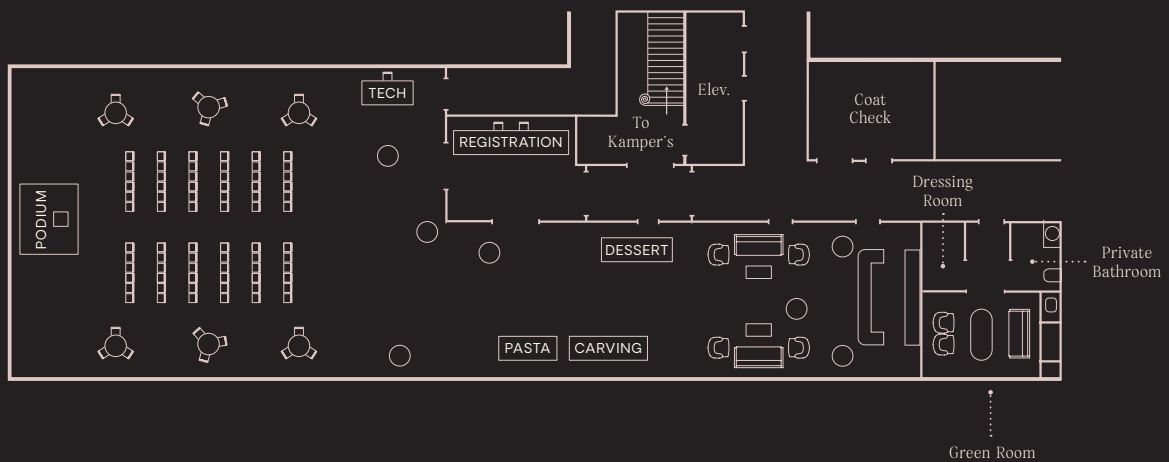 TECH
REGISTRATION
To
Kamper's
Elev.
Coat
Check
PODIUM
Dressing
Room
DESSERT
Private
Bathroom
PASTA
CARVING
Green Room